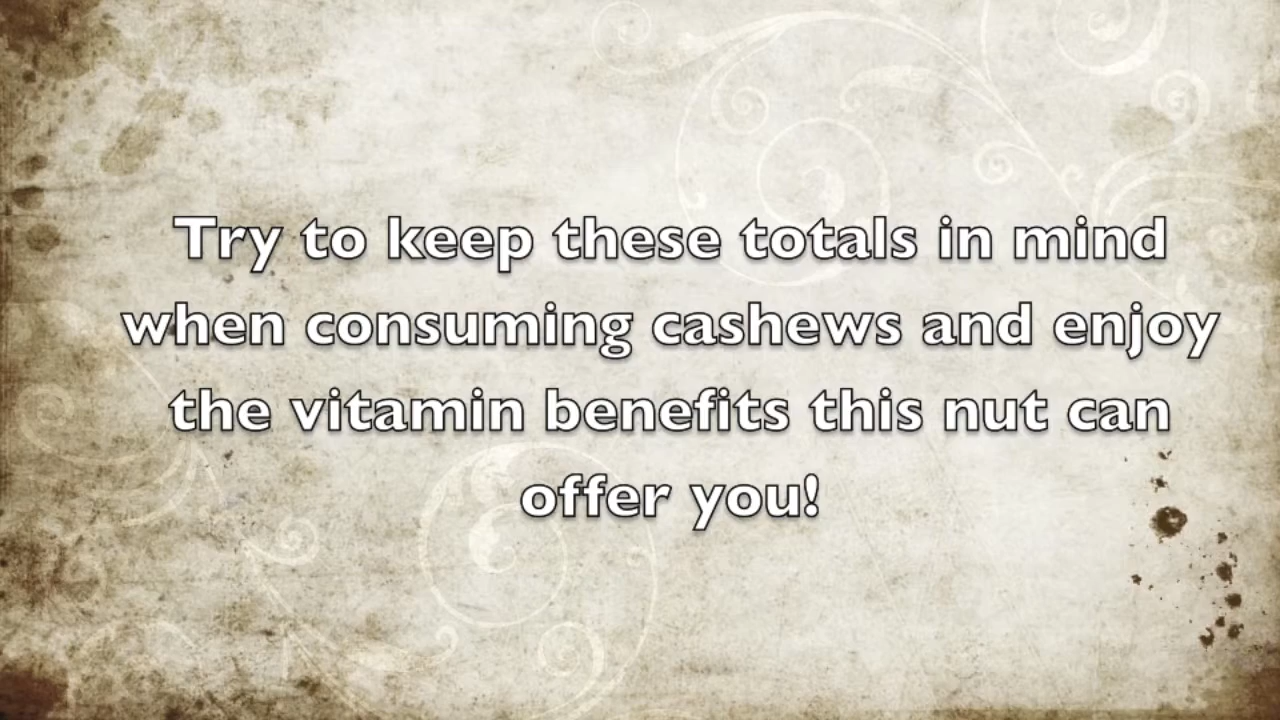 Try to keep these totals in mind
when consuming cashews and enjoy
the vitamin benefits this nut can
offer you!